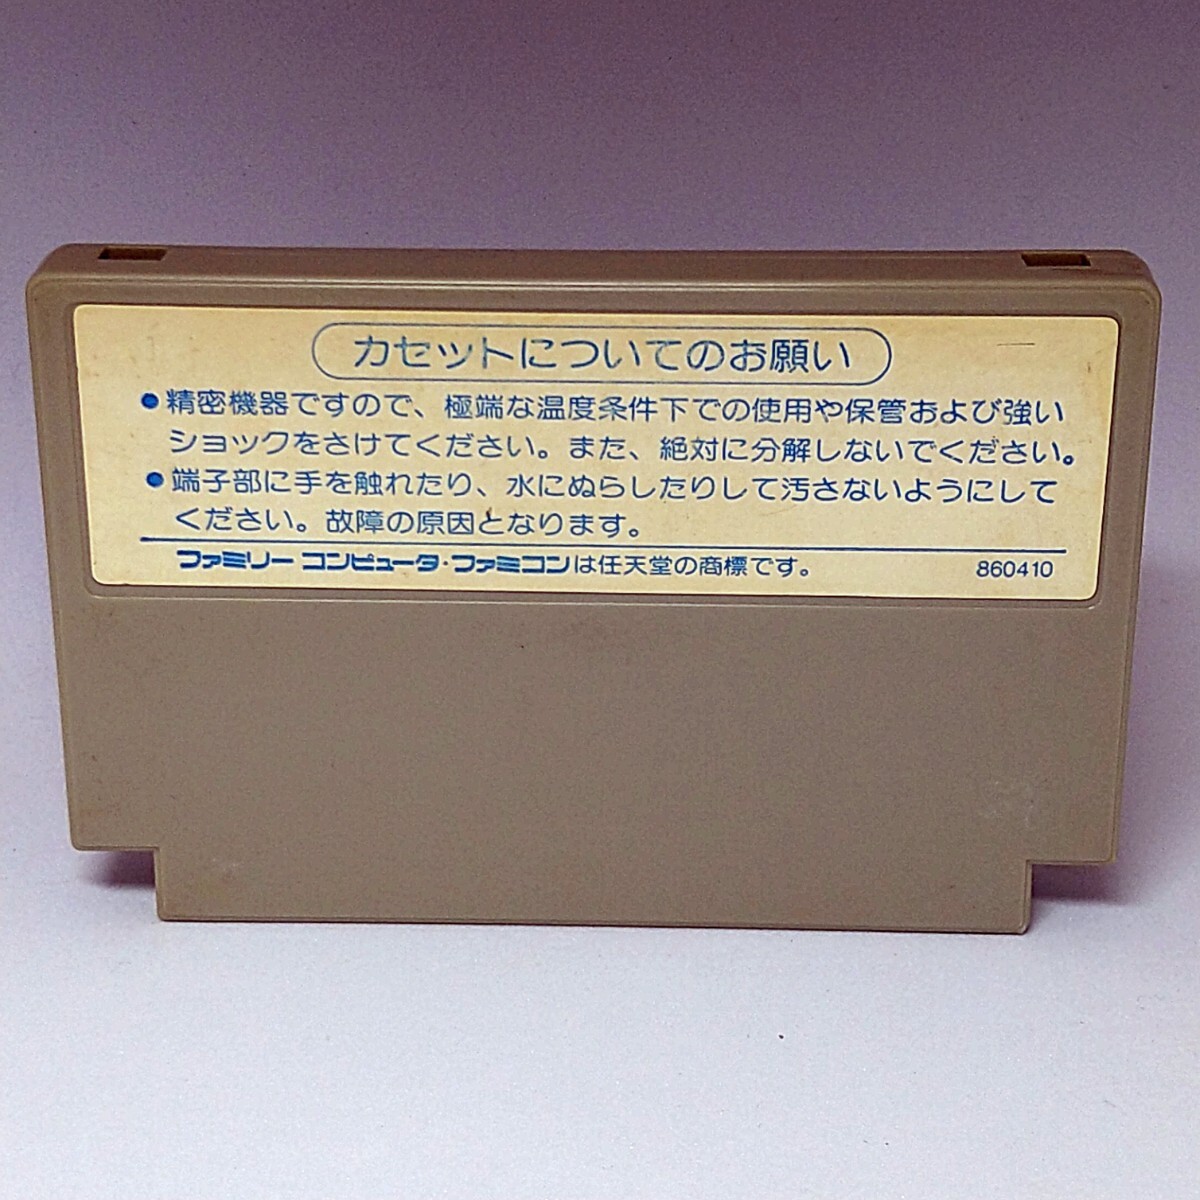 カセットについてのお願い
●精密機器ですので、極端な温度条件下での使用や保管および強い
ショックをさけてください。また、絶対に分解しないでください。
●端子部に手を触れたり、水にぬらしたりして汚さないようにして
ください。故障の原因となります。
ファミリー コンピュータ・ファミコンは任天堂の商標です。 860410